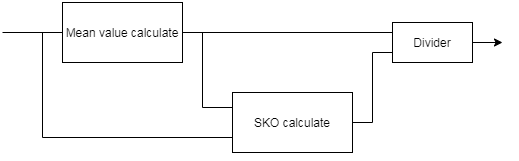 Mean value calculate
Divider
SKO calculate